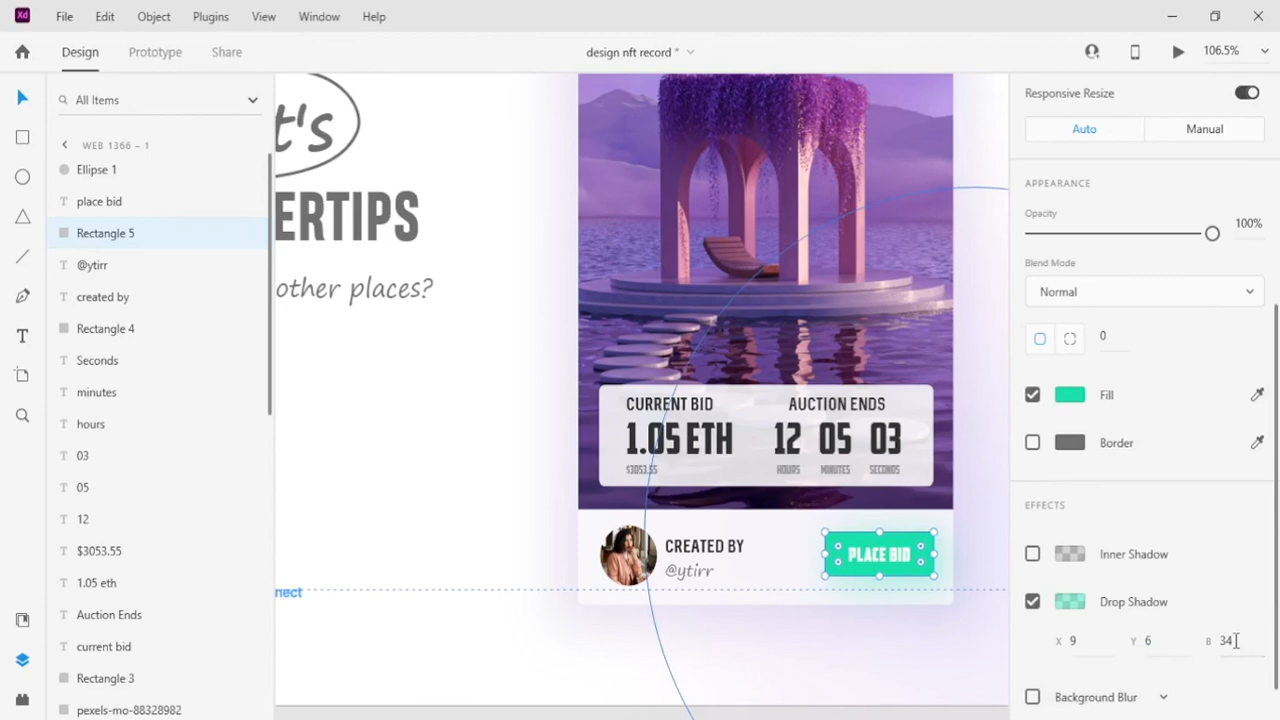 Xd File Edit Object Plugins View Window Help
Design Prototype Share design nft record * 106.5%
All Items
WEB 1366 – 1
Ellipse 1
place bid
Rectangle 5
T @ytirr
T created by
Rectangle 4
T Seconds
T minutes
T hours
T 03
T 05
T 12
T $3053.55
T 1.05 eth
T Auction Ends
T current bid
Rectangle 3
pexels-mo-88328982
T
t's
ERTIPS
other places?
nect
CURRENT BID AUCTION ENDS
1.05 ETH 12 05 03
$3053.55 HOURS MINUTES SECONDS
CREATED BY
@ytirr
PLACE BID
Responsive Resize
Auto Manual
APPEARANCE
Opacity
100%
Blend Mode
Normal
0
Fill
Border
EFFECTS
Inner Shadow
Drop Shadow
X 9 Y 6 B 34
Background Blur